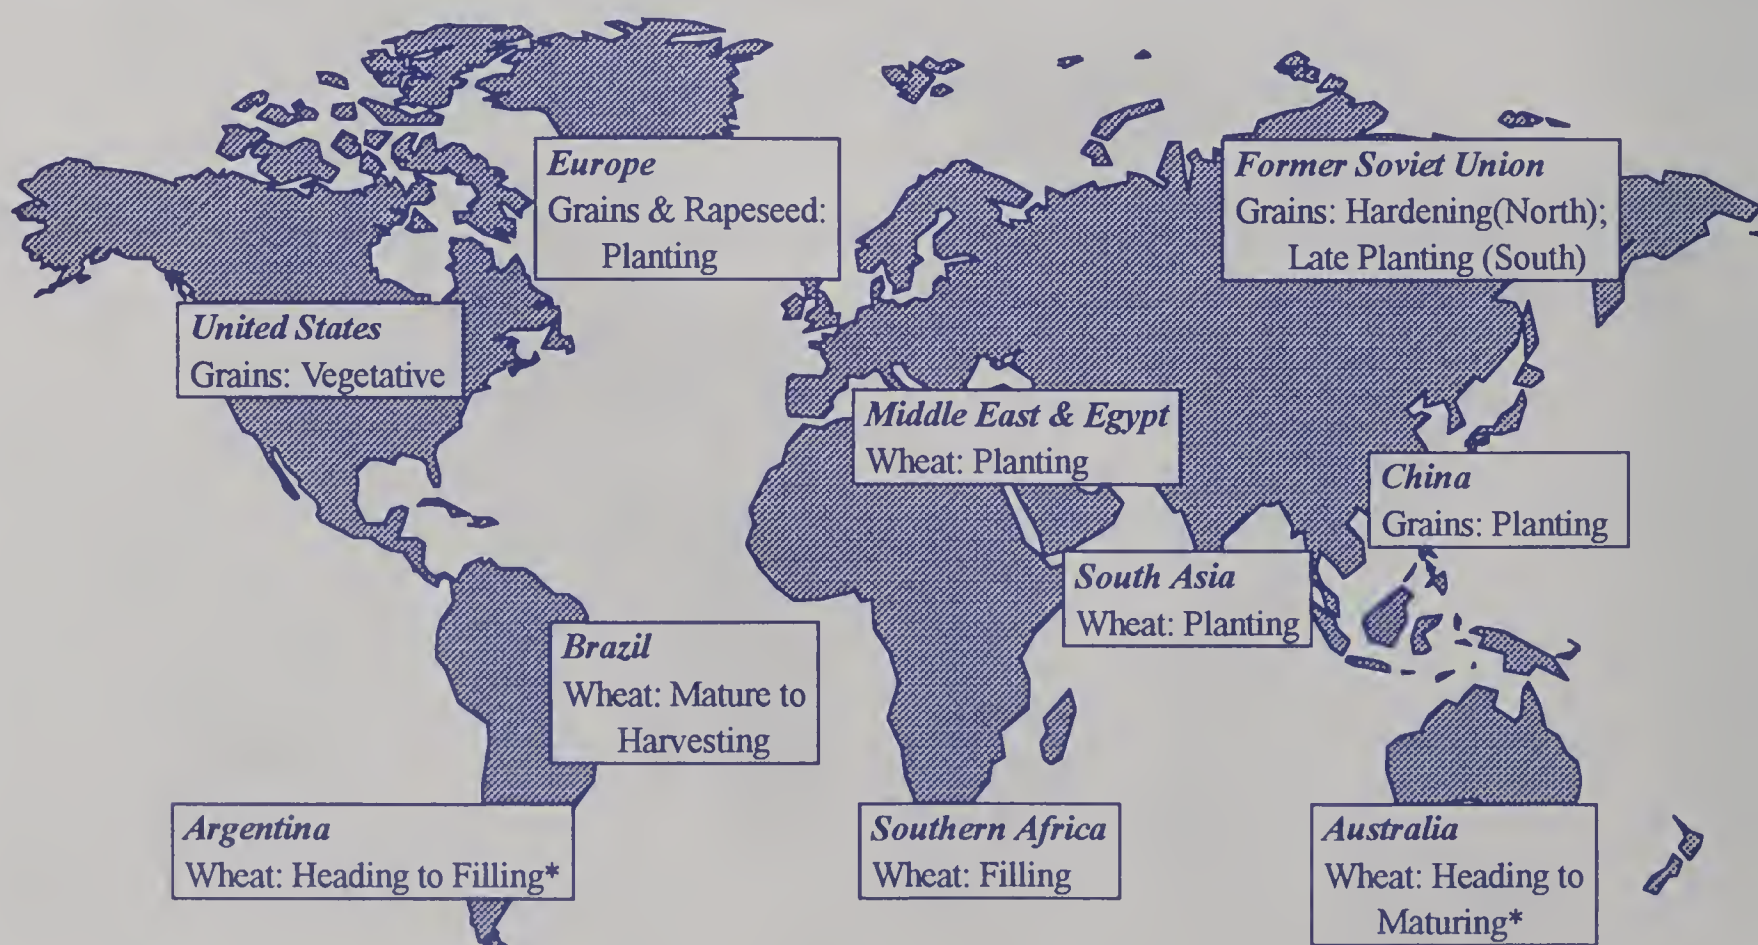 Europe
Grains & Rapeseed:
Planting
Former Soviet Union
Grains: Hardening(North);
Late Planting (South)
United States
Grains: Vegetative
Middle East & Egypt
Wheat: Planting
China
Grains: Planting
South Asia
Wheat: Planting
Brazil
Wheat: Mature to
Harvesting
Argentina
Wheat: Heading to Filling*
Southern Africa
Wheat: Filling
Australia
Wheat: Heading to
Maturing*